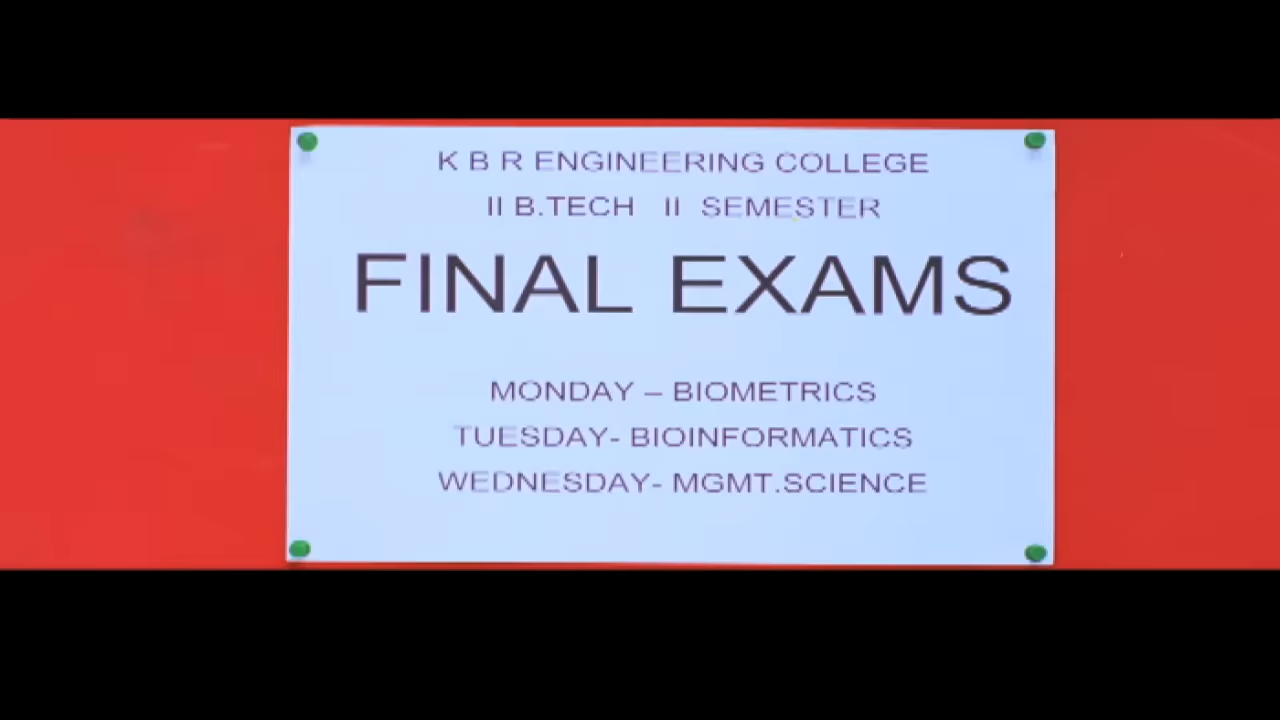 K B R ENGINEERING COLLEGE
II B.TECH II SEMESTER
FINAL EXAMS
MONDAY – BIOMETRICS
TUESDAY- BIOINFORMATICS
WEDNESDAY- MGMT.SCIENCE